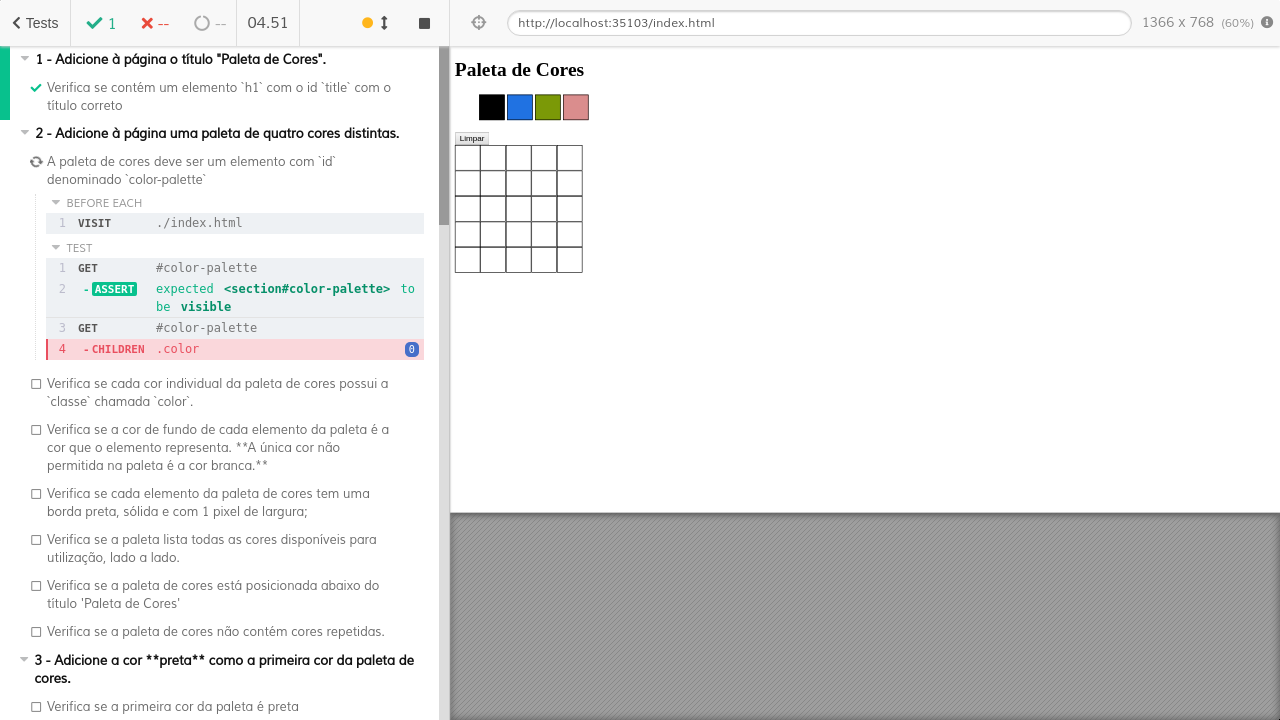 Tests
1
--
--
04.51
http://localhost:35103/index.html
1366 x 768 (60%)
1 - Adicione à página o título "Paleta de Cores".
Verifica se contém um elemento `h1` com o id `title` com o
título correto
2 - Adicione à página uma paleta de quatro cores distintas.
A paleta de cores deve ser um elemento com `id`
denominado `color-palette`
BEFORE EACH
1 VISIT ./index.html
TEST
1 GET #color-palette
2 -ASSERT expected <section#color-palette> to
be visible
3 GET #color-palette
4 -CHILDREN .color 0
Verifica se cada cor individual da paleta de cores possui a
`classe` chamada `color`.
Verifica se a cor de fundo de cada elemento da paleta é a
cor que o elemento representa. **A única cor não
permitida na paleta é a cor branca.**
Verifica se cada elemento da paleta de cores tem uma
borda preta, sólida e com 1 pixel de largura;
Verifica se a paleta lista todas as cores disponíveis para
utilização, lado a lado.
Verifica se a paleta de cores está posicionada abaixo do
título 'Paleta de Cores'
Verifica se a paleta de cores não contém cores repetidas.
3 - Adicione a cor **preta** como a primeira cor da paleta de
cores.
Verifica se a primeira cor da paleta é preta
Paleta de Cores
Limpar